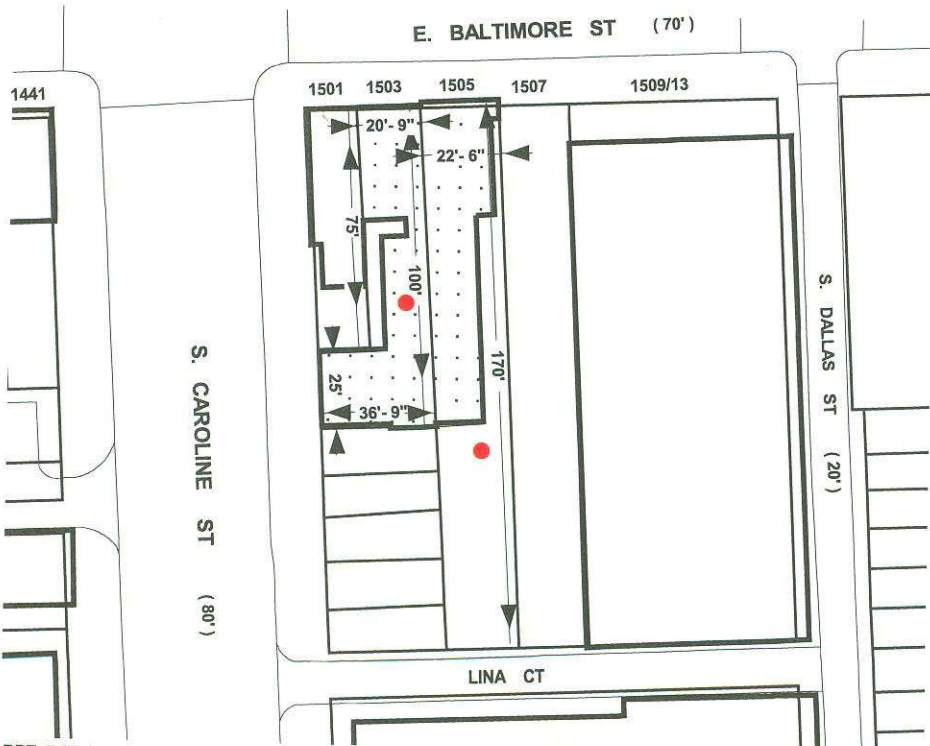 E. BALTIMORE ST (70')
1441
1501 1503 1505 1507 1509/13
20'- 9"
22'- 6"
75'
100'
170'
25'
36'- 9"
S. CAROLINE ST (80')
S. DALLAS ST (20')
LINA CT